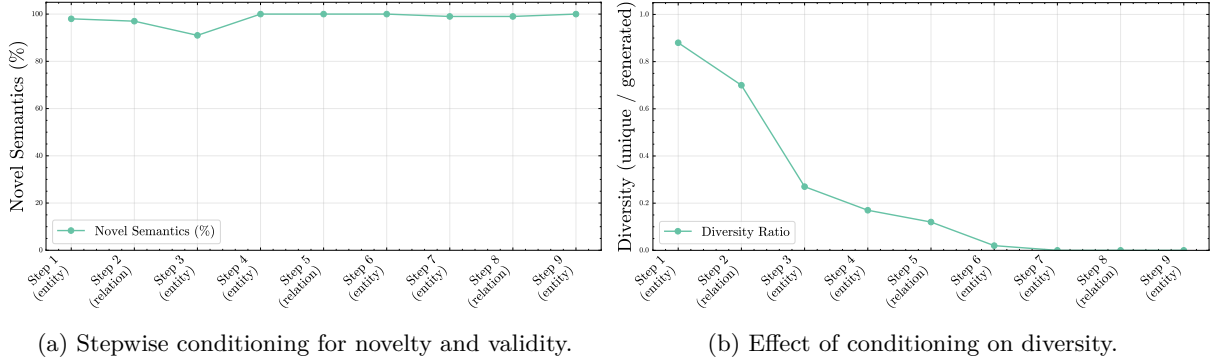 Novel Semantics (%)
100
80
60
40
20
0
Novel Semantics (%)
Step 1
(entity)
Step 2
(relation)
Step 3
(entity)
Step 4
(entity)
Step 5
(relation)
Step 6
(entity)
Step 7
(entity)
Step 8
(relation)
Step 9
(entity)
(a) Stepwise conditioning for novelty and validity.
Diversity (unique / generated)
1.0
0.8
0.6
0.4
0.2
0.0
Diversity Ratio
Step 1
(entity)
Step 2
(relation)
Step 3
(entity)
Step 4
(entity)
Step 5
(relation)
Step 6
(entity)
Step 7
(entity)
Step 8
(relation)
Step 9
(entity)
(b) Effect of conditioning on diversity.